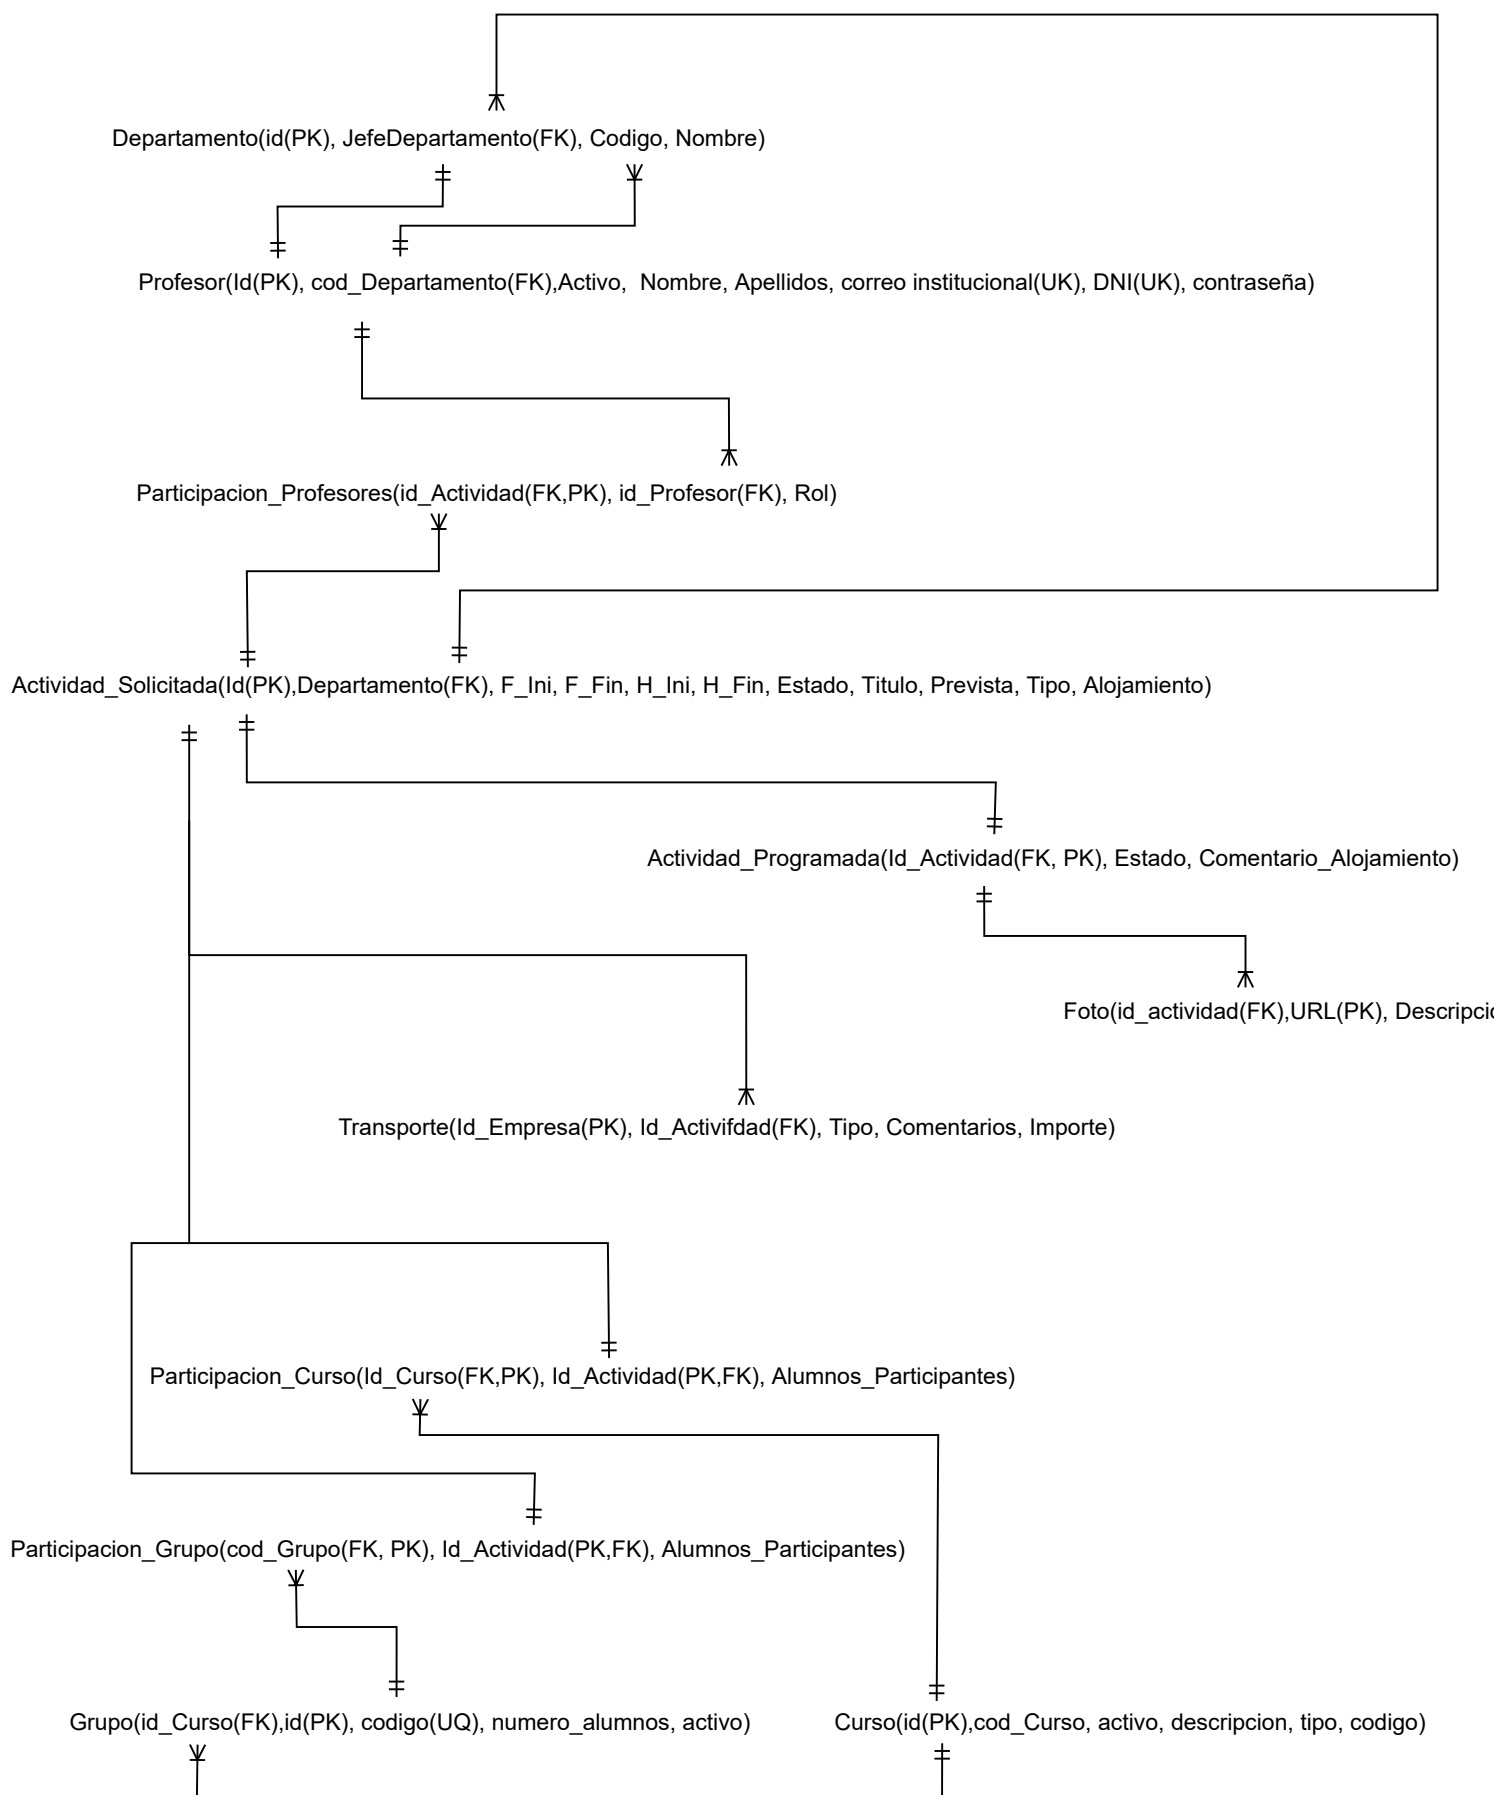 Departamento(id(PK), JefeDepartamento(FK), Codigo, Nombre)
Profesor(Id(PK), cod_Departamento(FK),Activo,  Nombre, Apellidos, correo institucional(UK), DNI(UK), contraseña)
Participacion_Profesores(id_Actividad(FK,PK), id_Profesor(FK), Rol)
Actividad_Solicitada(Id(PK),Departamento(FK), F_Ini, F_Fin, H_Ini, H_Fin, Estado, Titulo, Prevista, Tipo, Alojamiento)
Actividad_Programada(Id_Actividad(FK, PK), Estado, Comentario_Alojamiento)
Foto(id_actividad(FK),URL(PK),
Transporte(Id_Empresa(PK), Id_Activifdad(FK), Tipo, Comentarios, Importe)
Participacion_Curso(Id_Curso(FK,PK), Id_Actividad(PK,FK), Alumnos_Participantes)
Participacion_Grupo(cod_Grupo(FK, PK), Id_Actividad(PK,FK), Alumnos_Participantes)
Grupo(id_Curso(FK),id(PK), codigo(UQ), numero_alumnos, activo)
Curso(id(PK),cod_Curso, activo, descripcion, tipo, codigo)